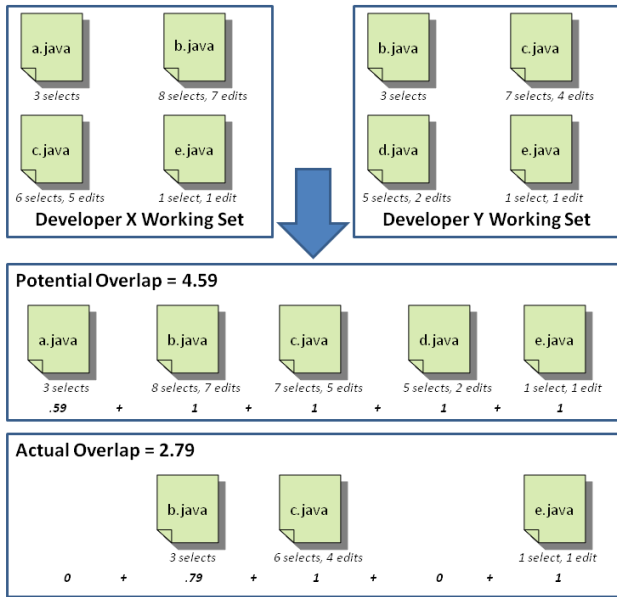 a.java b.java
3 selects 8 selects, 7 edits
c.java e.java
6 selects, 5 edits 1 select, 1 edit
Developer X Working Set
b.java c.java
3 selects 7 selects, 4 edits
d.java e.java
5 selects, 2 edits 1 select, 1 edit
Developer Y Working Set
Potential Overlap = 4.59
a.java b.java c.java d.java e.java
3 selects 8 selects, 7 edits 7 selects, 5 edits 5 selects, 2 edits 1 select, 1 edit
.59 + 1 + 1 + 1 + 1
Actual Overlap = 2.79
b.java c.java e.java
3 selects 6 selects, 4 edits 1 select, 1 edit
0 + .79 + 1 + 0 + 1